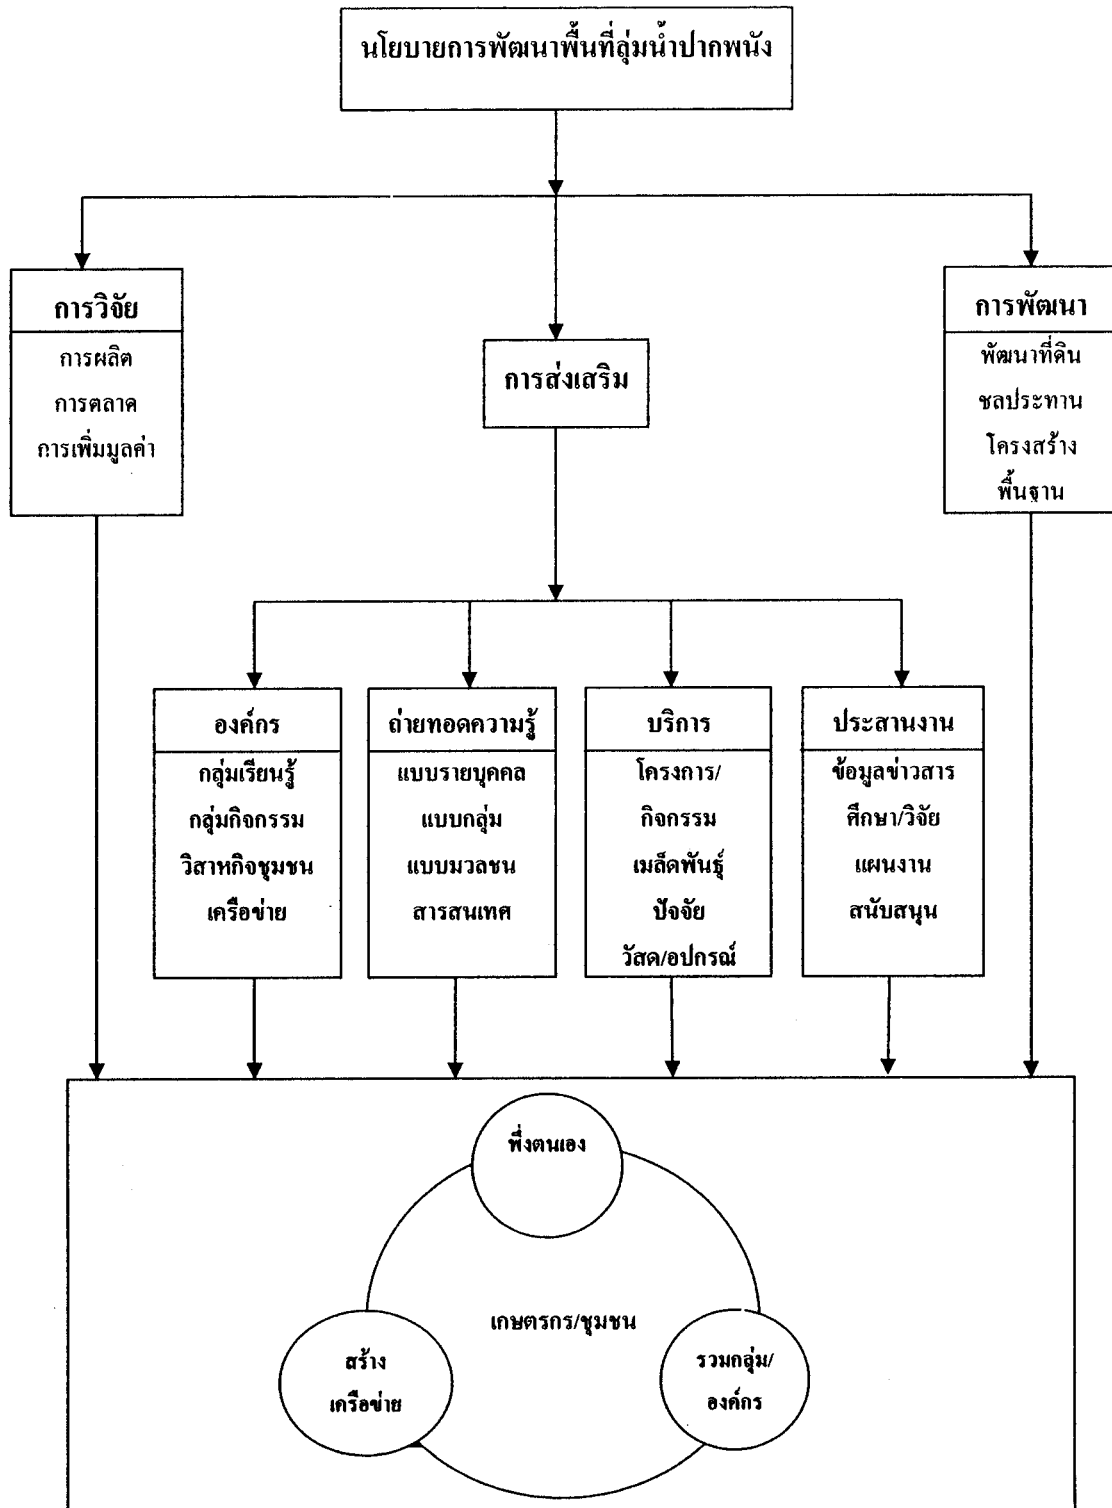 นโยบายการพัฒนาพื้นที่ลุ่มน้ำปากพนัง
การวิจัย
การผลิต
การตลาด
การเพิ่มมูลค่า
การส่งเสริม
การพัฒนา
พัฒนาที่ดิน
ชลประทาน
โครงสร้าง
พื้นฐาน
องค์กร
กลุ่มเรียนรู้
กลุ่มกิจกรรม
วิสาหกิจชุมชน
เครือข่าย
ถ่ายทอดความรู้
แบบรายบุคคล
แบบกลุ่ม
แบบมวลชน
สารสนเทศ
บริการ
โครงการ/
กิจกรรม
เมล็ดพันธุ์
ปัจจัย
วัสด/อปกรณ์
ประสานงาน
ข้อมูลข่าวสาร
ศึกษา/วิจัย
แผนงาน
สนับสนุน
พึ่งตนเอง
เกษตรกร/ชุมชน
สร้าง
เครือข่าย
รวมกลุ่ม/
องค์กร